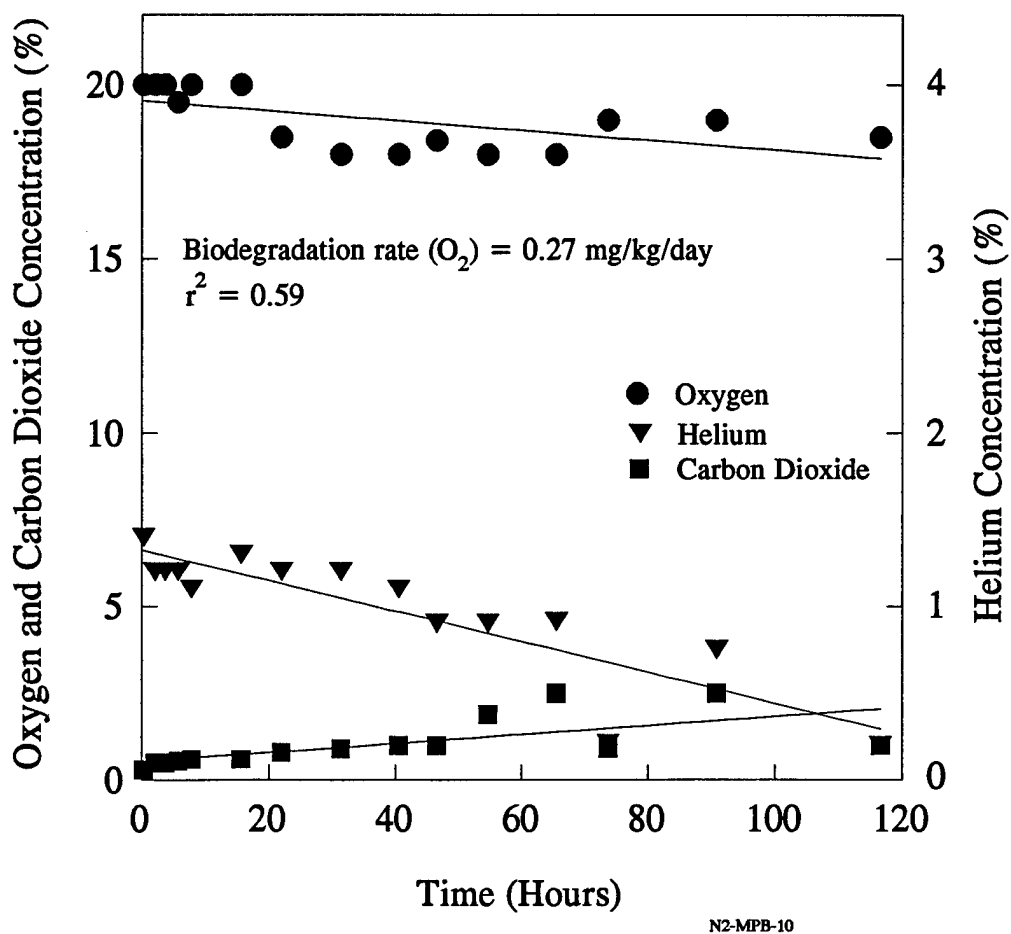 Oxygen and Carbon Dioxide Concentration (%)
20
15
10
5
0
Biodegradation rate (O₂) = 0.27 mg/kg/day
r² = 0.59
Oxygen
Helium
Carbon Dioxide
4
3
2
1
0
Helium Concentration (%)
0 20 40 60 80 100 120
Time (Hours)
N2-MPB-10